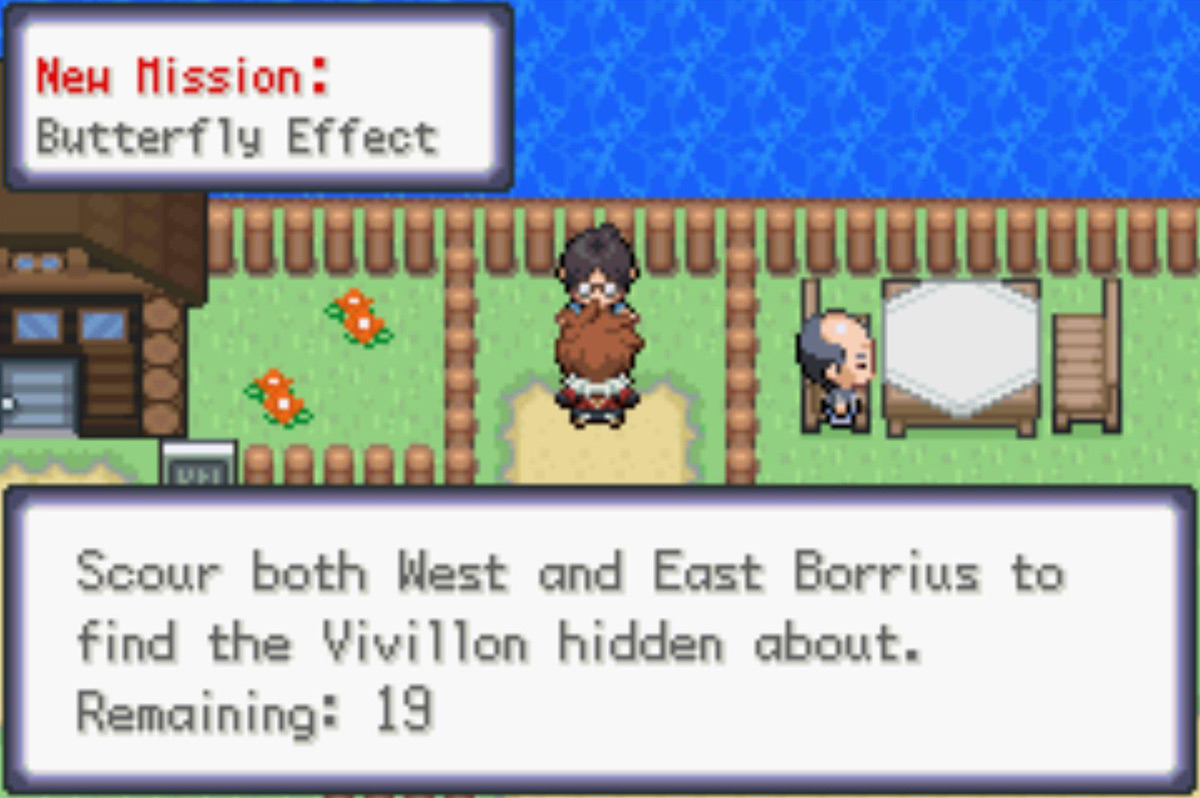 New Mission:
Butterfly Effect
Scour both West and East Borrius to
find the Vivillon hidden about.
Remaining: 19